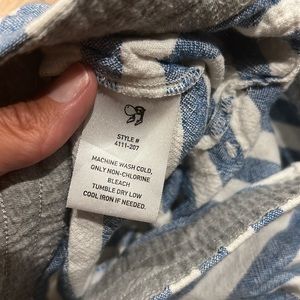 STYLE #
4111-207
MACHINE WASH COLD,
ONLY NON-CHLORINE
BLEACH
TUMBLE DRY LOW
COOL IRON IF NEEDED.